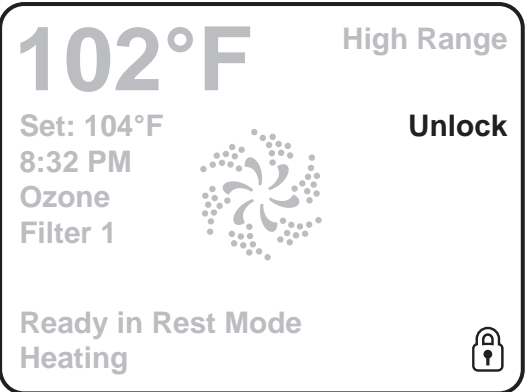 102°F
High Range
Set: 104°F
Unlock
8:32 PM
Ozone
Filter 1
Ready in Rest Mode
Heating